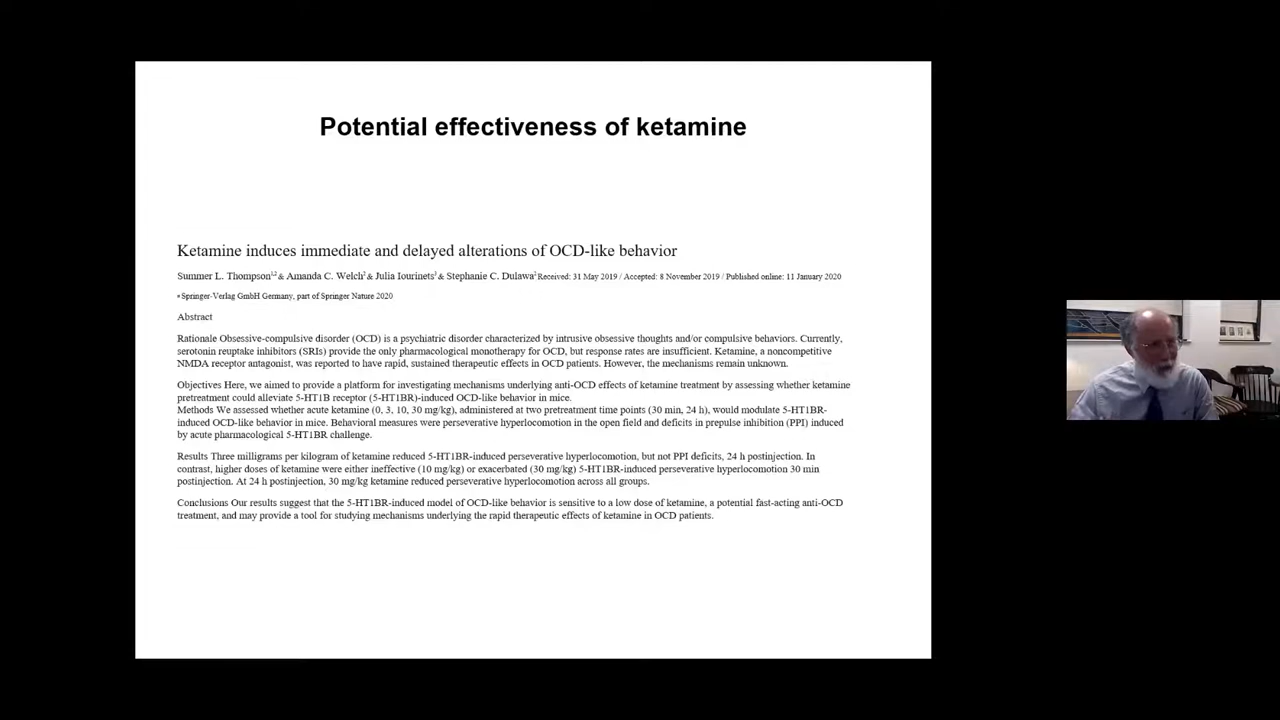 Potential effectiveness of ketamine
Ketamine induces immediate and delayed alterations of OCD-like behavior
Summer L. Thompson1,2 & Amanda C. Welch2 & Julia Iourinets3 & Stephanie C. Dulawa2 Received: 31 May 2019 / Accepted: 8 November 2019 / Published online: 11 January 2020
Springer-Verlag GmbH Germany, part of Springer Nature 2020
Abstract
Rationale Obsessive-compulsive disorder (OCD) is a psychiatric disorder characterized by intrusive obsessive thoughts and/or compulsive behaviors. Currently,
serotonin reuptake inhibitors (SRIs) provide the only pharmacological monotherapy for OCD, but response rates are insufficient. Ketamine, a noncompetitive
NMDA receptor antagonist, was reported to have rapid, sustained therapeutic effects in OCD patients. However, the mechanisms remain unknown.
Objectives Here, we aimed to provide a platform for investigating mechanisms underlying anti-OCD effects of ketamine treatment by assessing whether ketamine
pretreatment could alleviate 5-HT1B receptor (5-HT1BR)-induced OCD-like behavior in mice.
Methods We assessed whether acute ketamine (0, 3, 10, 30 mg/kg), administered at two pretreatment time points (30 min, 24 h), would modulate 5-HT1BR-
induced OCD-like behavior in mice. Behavioral measures were perseverative hyperlocomotion in the open field and deficits in prepulse inhibition (PPI) induced
by acute pharmacological 5-HT1BR challenge.
Results Three milligrams per kilogram of ketamine reduced 5-HT1BR-induced perseverative hyperlocomotion, but not PPI deficits, 24 h postinjection. In
contrast, higher doses of ketamine were either ineffective (10 mg/kg) or exacerbated (30 mg/kg) 5-HT1BR-induced perseverative hyperlocomotion 30 min
postinjection. At 24 h postinjection, 30 mg/kg ketamine reduced perseverative hyperlocomotion across all groups.
Conclusions Our results suggest that the 5-HT1BR-induced model of OCD-like behavior is sensitive to a low dose of ketamine, a potential fast-acting anti-OCD
treatment, and may provide a tool for studying mechanisms underlying the rapid therapeutic effects of ketamine in OCD patients.